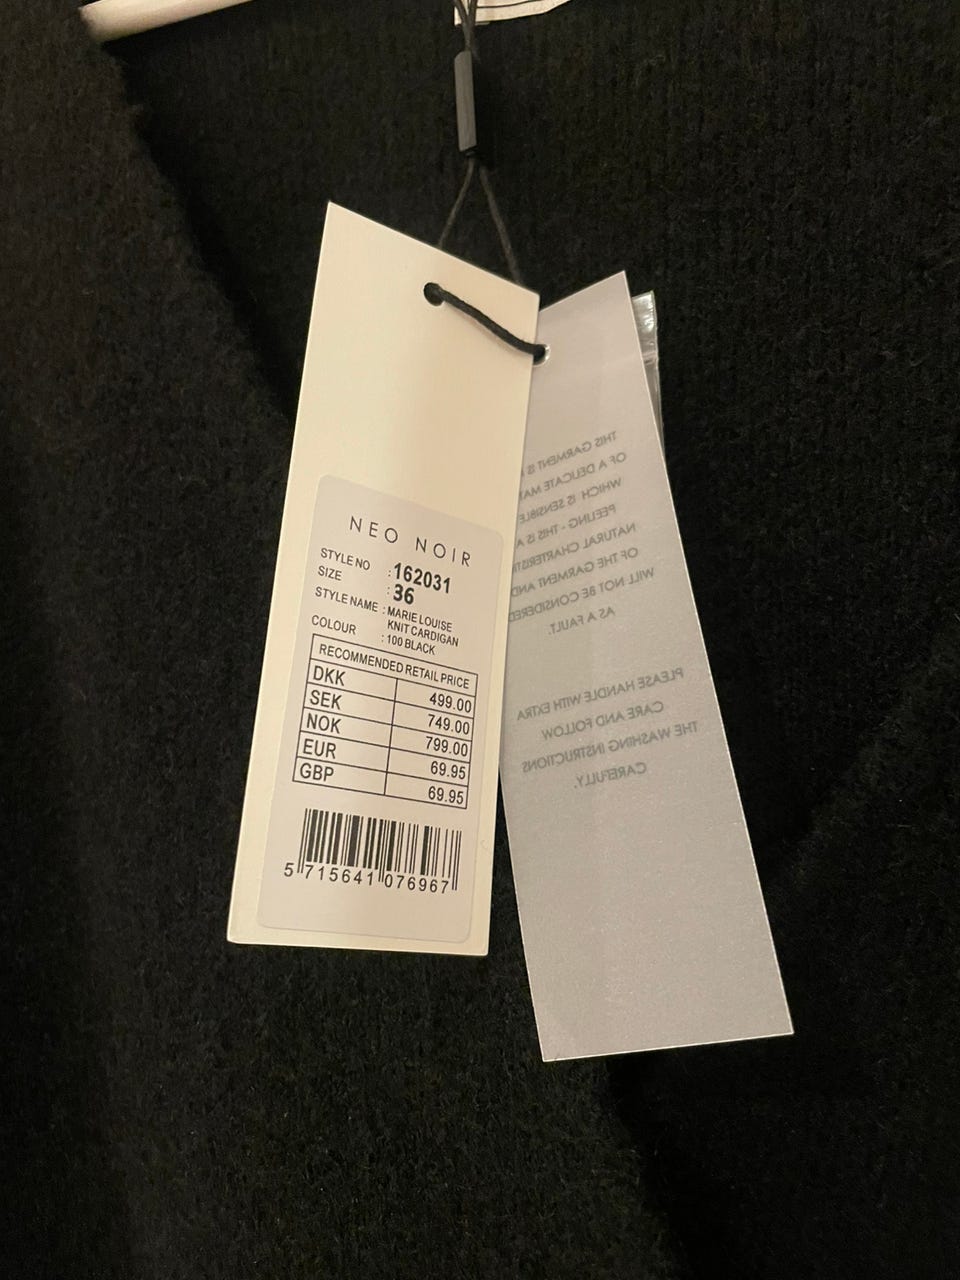 NEO NOIR
STYLE NO : 162031
SIZE : 36
STYLE NAME : MARIE LOUISE
KNIT CARDIGAN
COLOUR : 100 BLACK
RECOMMENDED RETAIL PRICE
DKK 499.00
SEK 749.00
NOK 799.00
EUR 69.95
GBP 69.95
5 715641 076967
THIS GARMENT IS
OF A DELICATE
WHICH IS SENSIBLE
PEELING - THIS IS A
NATURAL
OF THE GARMENT AND
WILL NOT BE CONSIDERED
AS A FAULT.
PLEASE HANDLE WITH EXTRA
CARE AND FOLLOW
THE WASHING INSTRUCTIONS
CAREFULLY.